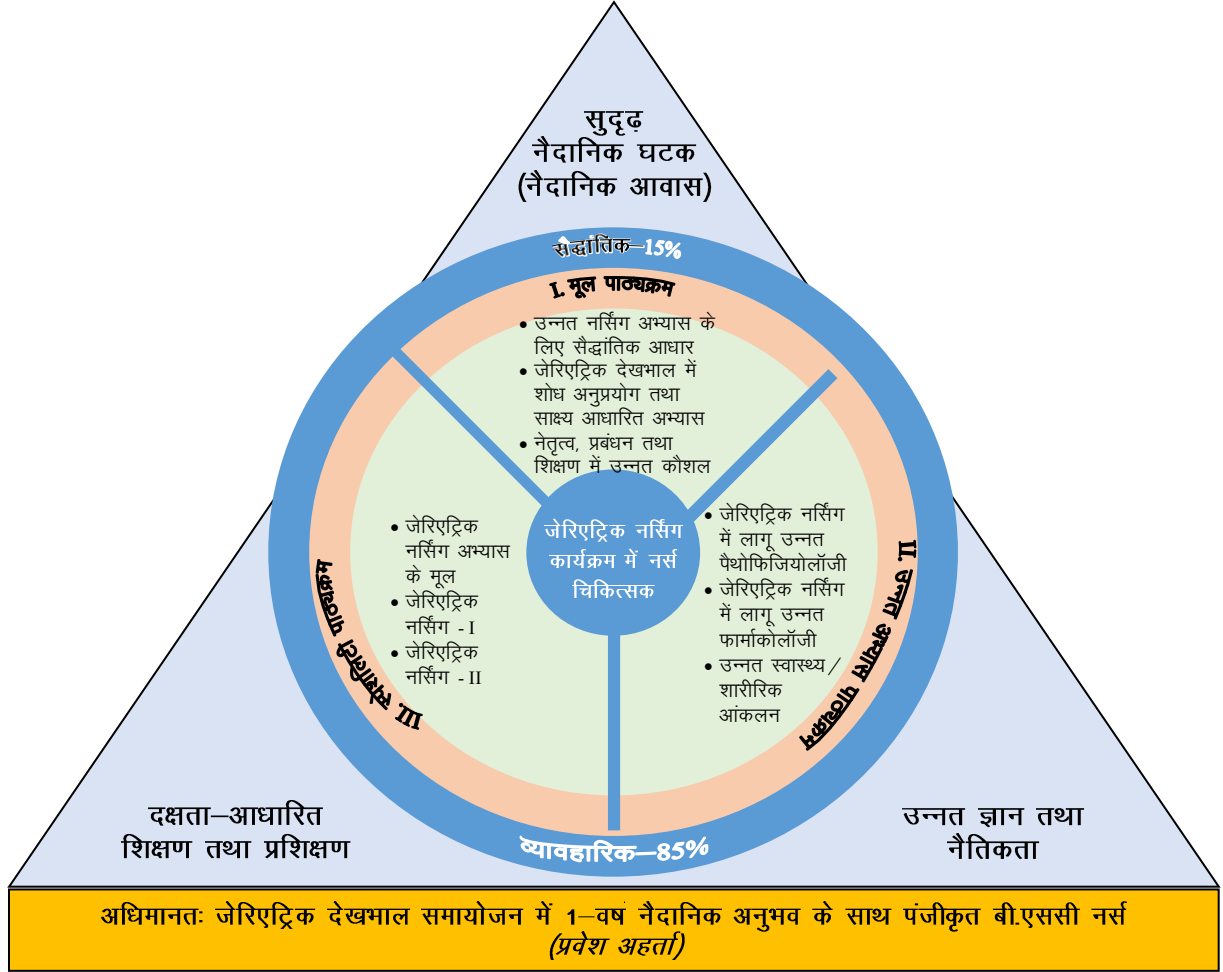 सुदृढ़
नैदानिक घटक
(नैदानिक आवास)
सैद्धांतिक–15%
I. मूल पाठ्यक्रम
• उन्नत नर्सिंग अभ्यास के
लिए सैद्धांतिक आधार
• जेरिएट्रिक देखभाल में
शोध अनुप्रयोग तथा
साक्ष्य आधारित अभ्यास
• नेतृत्व, प्रबंधन तथा
शिक्षण में उन्नत कौशल
जेरिएट्रिक नर्सिंग
कार्यक्रम में नर्स
चिकित्सक
• जेरिएट्रिक नर्सिंग
में लागू उन्नत
पैथोफिजियोलॉजी
• जेरिएट्रिक नर्सिंग
में लागू उन्नत
फार्माकोलॉजी
• उन्नत स्वास्थ्य/
शारीरिक
आंकलन
II. उन्नत अभ्यास पाठ्यक्रम
• जेरिएट्रिक
नर्सिंग अभ्यास
के मूल
• जेरिएट्रिक
नर्सिंग - I
• जेरिएट्रिक
नर्सिंग - II
III. स्पेशलिटी पाठ्यक्रम
व्यावहारिक–85%
दक्षता–आधारित
शिक्षण तथा प्रशिक्षण
उन्नत ज्ञान तथा
नैतिकता
अधिमानतः जेरिएट्रिक देखभाल समायोजन में 1–वर्ष नैदानिक अनुभव के साथ पंजीकृत बी.एससी नर्स
(प्रवेश अहर्ता)